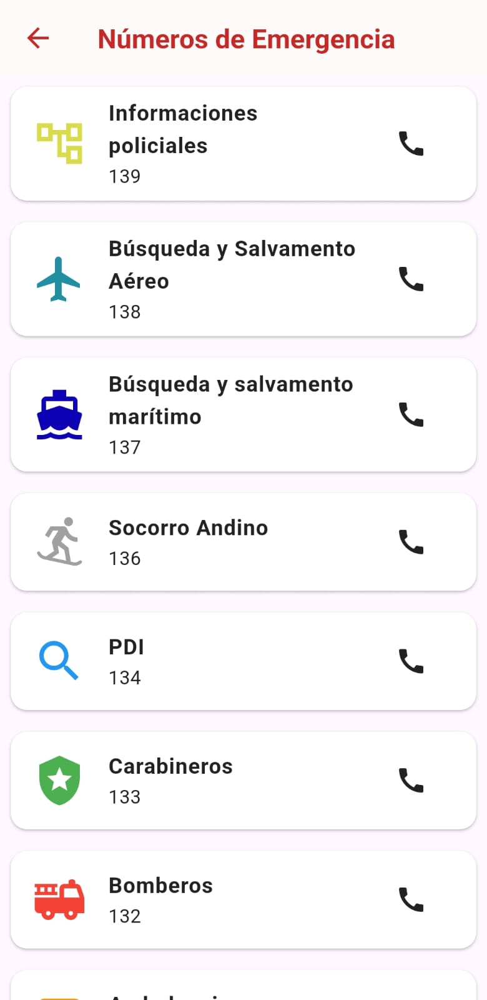 Números de Emergencia
Informaciones
policiales
139
Búsqueda y Salvamento
Aéreo
138
Búsqueda y salvamento
marítimo
137
Socorro Andino
136
PDI
134
Carabineros
133
Bomberos
132